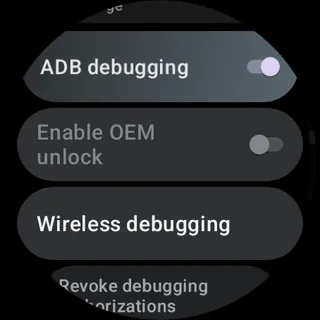 ADB debugging
Enable OEM
unlock
Wireless debugging
Revoke debugging